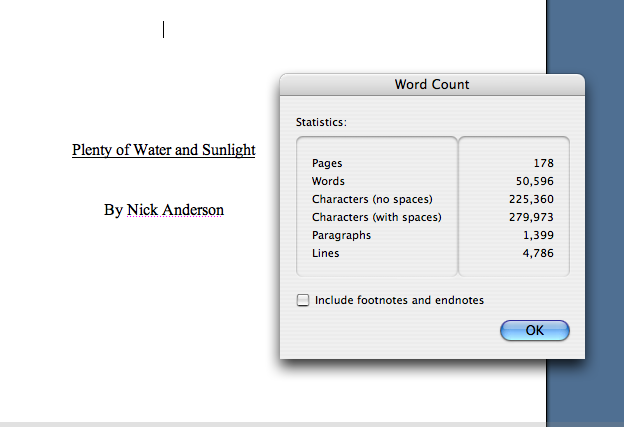 Plenty of Water and Sunlight
By Nick Anderson
Word Count
Statistics:
Pages 178
Words 50,596
Characters (no spaces) 225,360
Characters (with spaces) 279,973
Paragraphs 1,399
Lines 4,786
Include footnotes and endnotes
OK